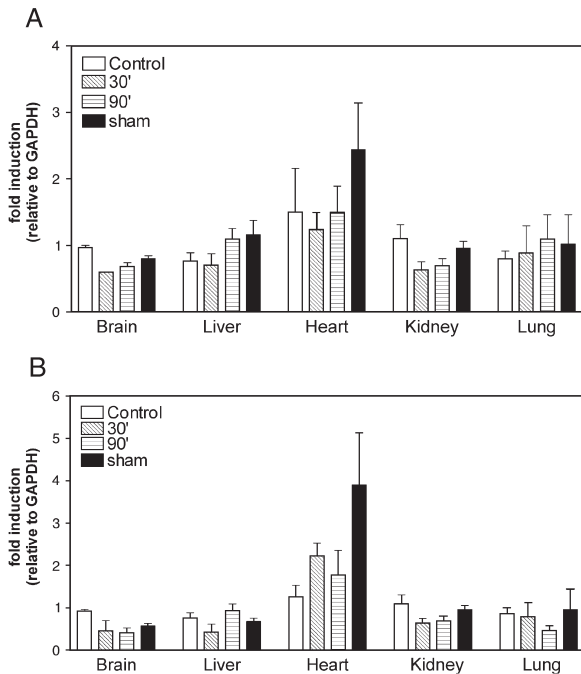 A
fold induction
(relative to GAPDH)
4
3
2
1
0
Control
30'
90'
sham
Brain Liver Heart Kidney Lung
B
fold induction
(relative to GAPDH)
6
5
4
3
2
1
0
Control
30'
90'
sham
Brain Liver Heart Kidney Lung